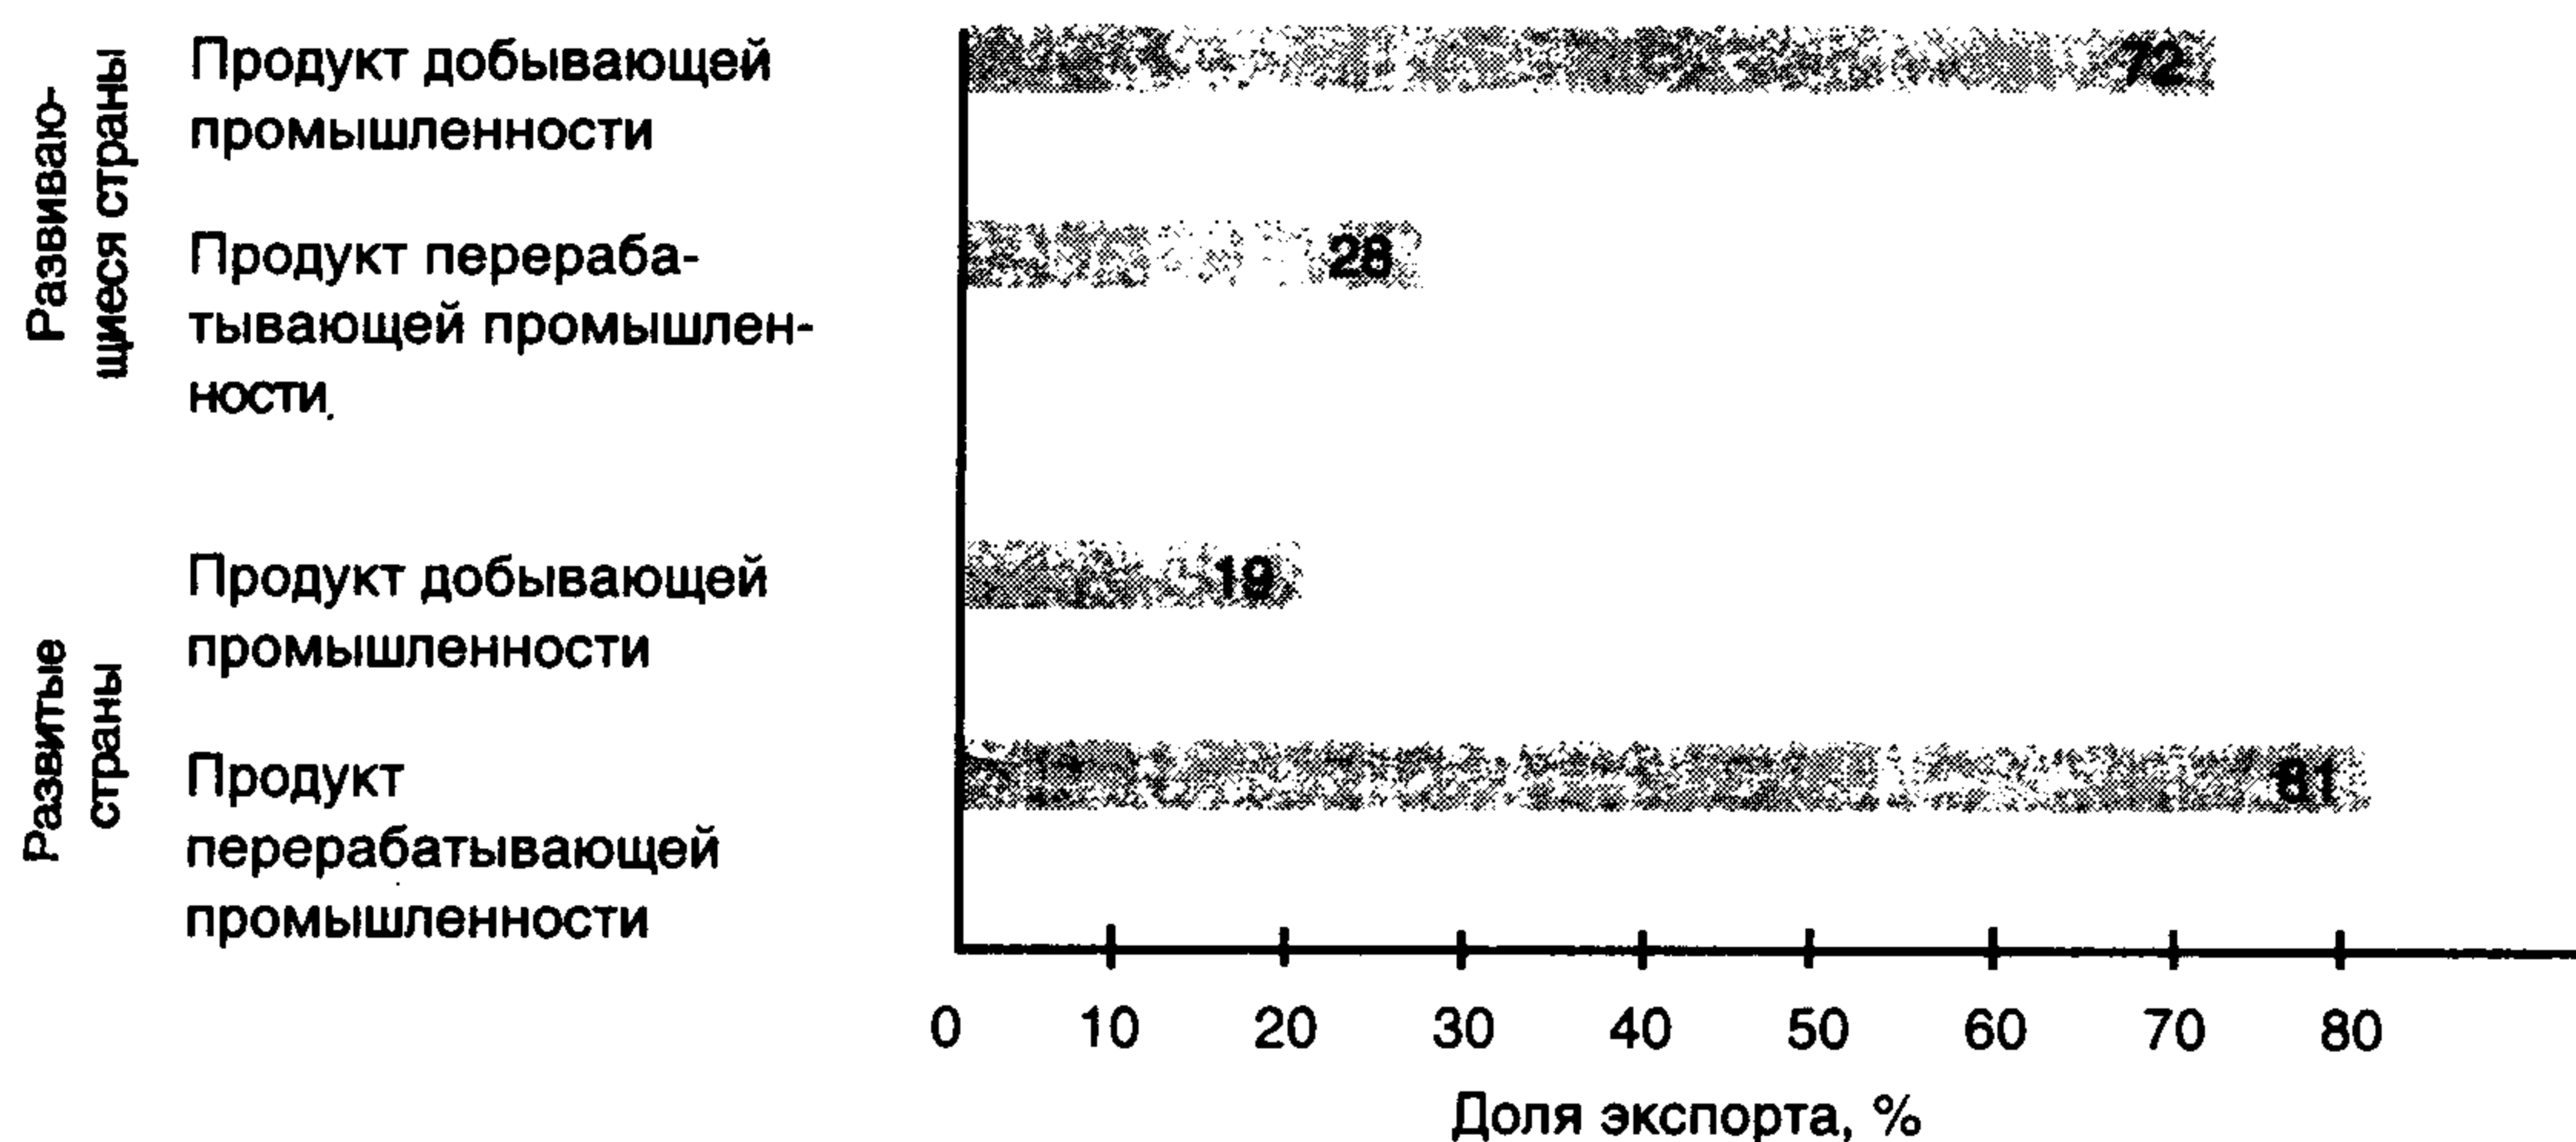 Развиваю-
щиеся страны
Продукт добывающей
промышленности
72
Продукт перераба-
тывающей промышлен-
ности.
28
Развитые
страны
Продукт добывающей
промышленности
19
Продукт
перерабатывающей
промышленности
81
0 10 20 30 40 50 60 70 80
Доля экспорта, %